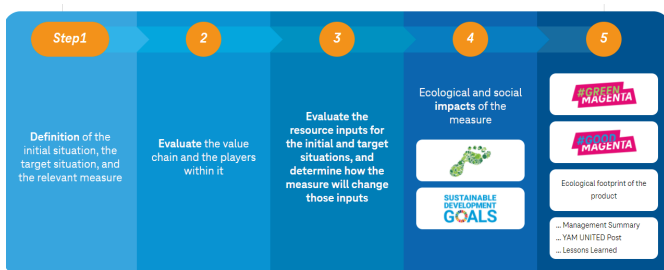 Step1
2
3
4
5
Definition of the
initial situation, the
target situation, and
the relevant measure
Evaluate the value
chain and the players
within it
Evaluate the
resource inputs for
the initial and target
situations, and
determine how the
measure will change
those inputs
Ecological and social
impacts of the
measure
SUSTAINABLE
DEVELOPMENT
GOALS
#GREEN
MAGENTA
#GOOD
MAGENTA
Ecological footprint of the
product
... Management Summary
... YAM UNITED Post
... Lessons Learned